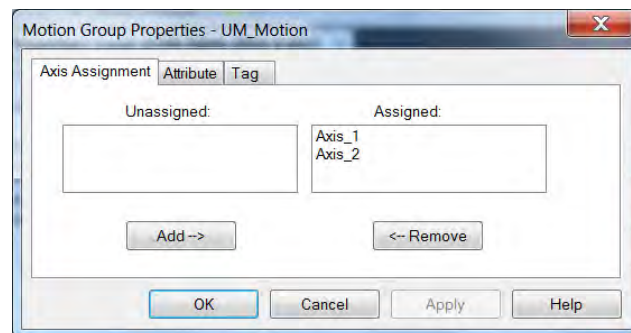 Motion Group Properties - UM_Motion
Axis Assignment Attribute Tag
Unassigned: Assigned:
Axis_1
Axis_2
Add --> <-- Remove
OK Cancel Apply Help